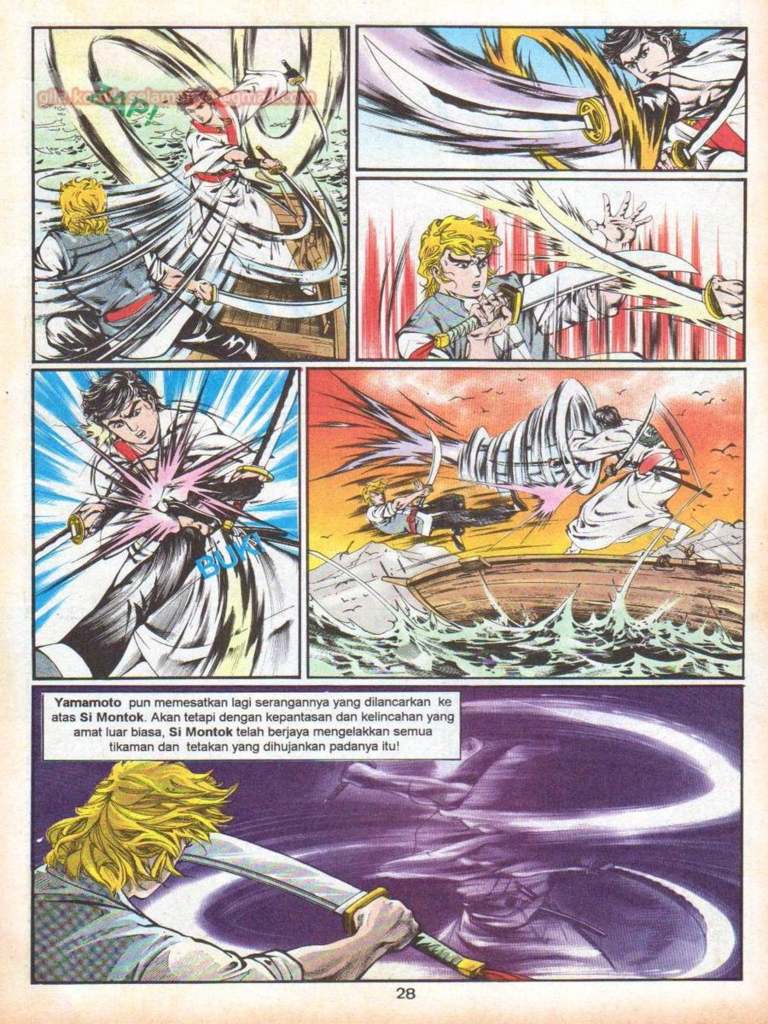 BUK!
Yamamoto pun memesatkan lagi serangannya yang dilancarkan ke
atas Si Montok. Akan tetapi dengan kepantasan dan kelincahan yang
amat luar biasa, Si Montok telah berjaya mengelakkan semua
tikaman dan tetakan yang dihujankan padanya itu!
28